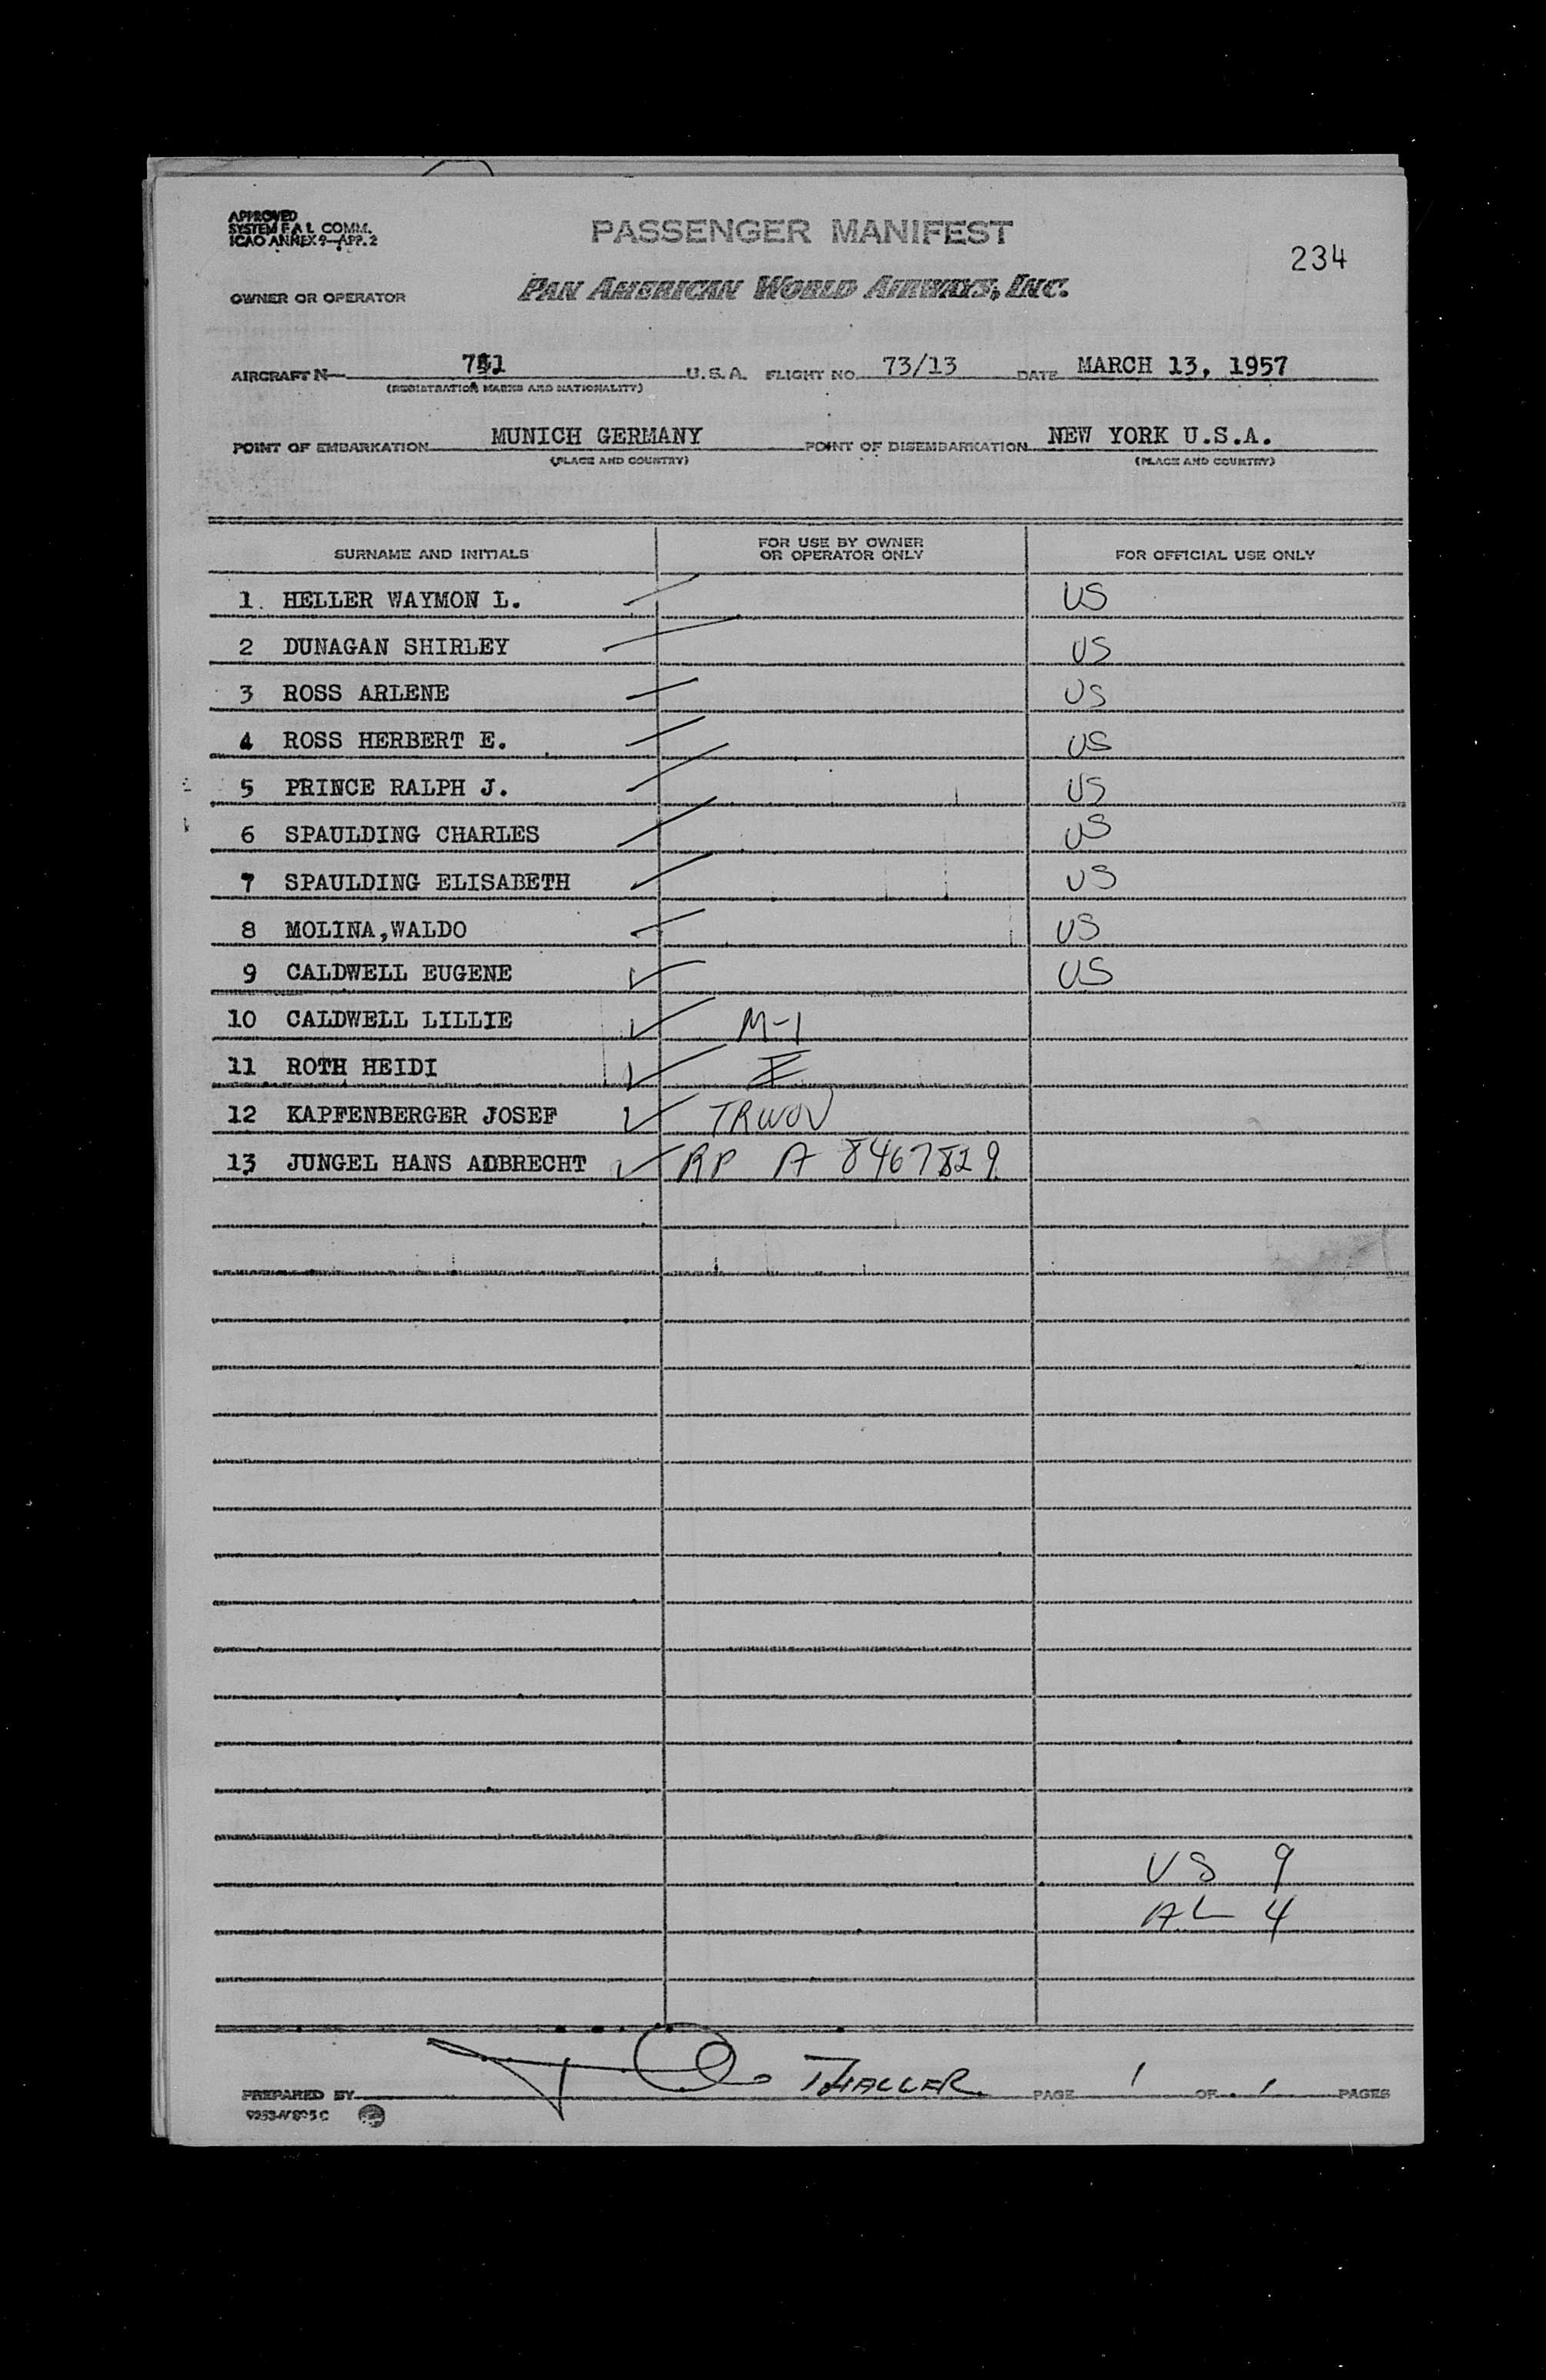 APPROVED
SYSTEM F A L COMM.
ICAO ANNEX 9—APP. 2
PASSENGER MANIFEST
234
OWNER OR OPERATOR PAN AMERICAN WORLD AIRWAYS, INC.
AIRCRAFT N— U.S.A. FLIGHT NO. 73/13 DATE MARCH 13, 1957
(REGISTRATION MARKS AND NATIONALITY)
POINT OF EMBARKATION MUNICH GERMANY POINT OF DISEMBARKATION NEW YORK U.S.A.
(PLACE AND COUNTRY) (PLACE AND COUNTRY)
SURNAME AND INITIALS FOR USE BY OWNER OR OPERATOR ONLY FOR OFFICIAL USE ONLY
1. HELLER WAYMON L. US
2 DUNAGAN SHIRLEY US
3 ROSS ARLENE US
4 ROSS HERBERT E. US
5 PRINCE RALPH J. US
6 SPAULDING CHARLES US
7 SPAULDING ELISABETH US
8 MOLINA,WALDO US
9 CALDWELL EUGENE US
10 CALDWELL LILLIE M-1
11 ROTH HEIDI
12 KAPFENBERGER JOSEF TRWOV
13 JUNGEL HANS ADBRECHT RP A 8467829
US 9
AL 4
PREPARED BY THALLER PAGE 1 OF 1 PAGES